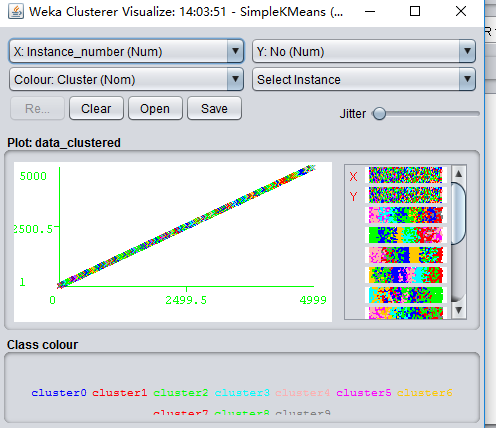 Weka Clusterer Visualize: 14:03:51 - SimpleKMeans (...
X: Instance_number (Num) Y: No (Num)
Colour: Cluster (Nom) Select Instance
Re... Clear Open Save Jitter
Plot: data_clustered
5000
2500.5
1
0 2499.5 4999
X
Y
Class colour
cluster0 cluster1 cluster2 cluster3 cluster4 cluster5 cluster6
cluster7 cluster8 cluster9